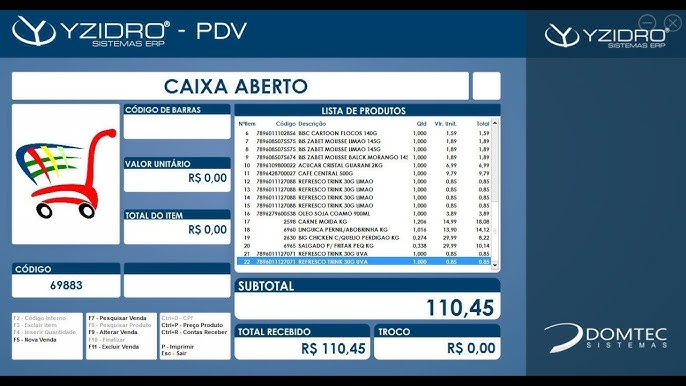 YZIDRO® - PDV
SISTEMAS ERP
YZIDRO®
SISTEMAS ERP
CAIXA ABERTO
CÓDIGO DE BARRAS
VALOR UNITÁRIO
R$ 0,00
TOTAL DO ITEM
R$ 0,00
CÓDIGO
69883
LISTA DE PRODUTOS
NºItem Código Descrição Qtd Vlr. Unit. Total
6 7896011102856 BISC CARTOON FLOCOS 140G 1,000 1,59 1,59
7 7896085075575 BIS ZABET MOUSSE LIMAO 145G 1,000 1,89 1,89
8 7896085075575 BIS ZABET MOUSSE LIMAO 145G 1,000 1,89 1,89
9 7896085075674 BIS ZABET MOUSSE BALCK MORANGO 145 1,000 1,89 1,89
10 7896109800022 ACUCAR CRISTAL GUARANI 2KG 1,000 6,99 6,99
11 7896428700027 CAFE CENTRAL 500G 1,000 9,79 9,79
12 7896011127088 REFRESCO TRINK 30G LIMAO 1,000 0,85 0,85
13 7896011127088 REFRESCO TRINK 30G LIMAO 1,000 0,85 0,85
14 7896011127088 REFRESCO TRINK 30G LIMAO 1,000 0,85 0,85
15 7896011127088 REFRESCO TRINK 30G LIMAO 1,000 0,85 0,85
16 7896279600538 OLEO SOJA COAMO 900ML 1,000 3,89 3,89
17 2598 CARNE MOIDA KG 1,206 14,99 18,08
18 6960 LINGUICA PERNIL/ABOBRINHA KG 1,002 13,90 14,12
19 2630 BIG CHICKEN C/QUEIJO PERDIGAO KG 0,274 29,99 8,22
20 6965 SALGADO P/ FRITAR PEQ KG 0,338 29,99 10,14
21 7896011127071 REFRESCO TRINK 30G UVA 1,000 0,85 0,85
22 7896011127071 REFRESCO TRINK 30G UVA 1,000 0,85 0,85
SUBTOTAL
110,45
TOTAL RECEBIDO
R$ 110,45
TROCO
R$ 0,00
F2 - Código Interno
F3 - Excluir Item
F4 - Inserir Quantidade
F5 - Nova Venda
F7 - Pesquisar Venda
F8 - Pesquisar Produto
F9 - Alterar Venda
F10 - Finalizar
F11 - Excluir Venda
Ctrl+D - CPF
Ctrl+P - Preço Produto
Ctrl+R - Contas Receber
P - Imprimir
Esc - Sair
DOMTEC
SISTEMAS